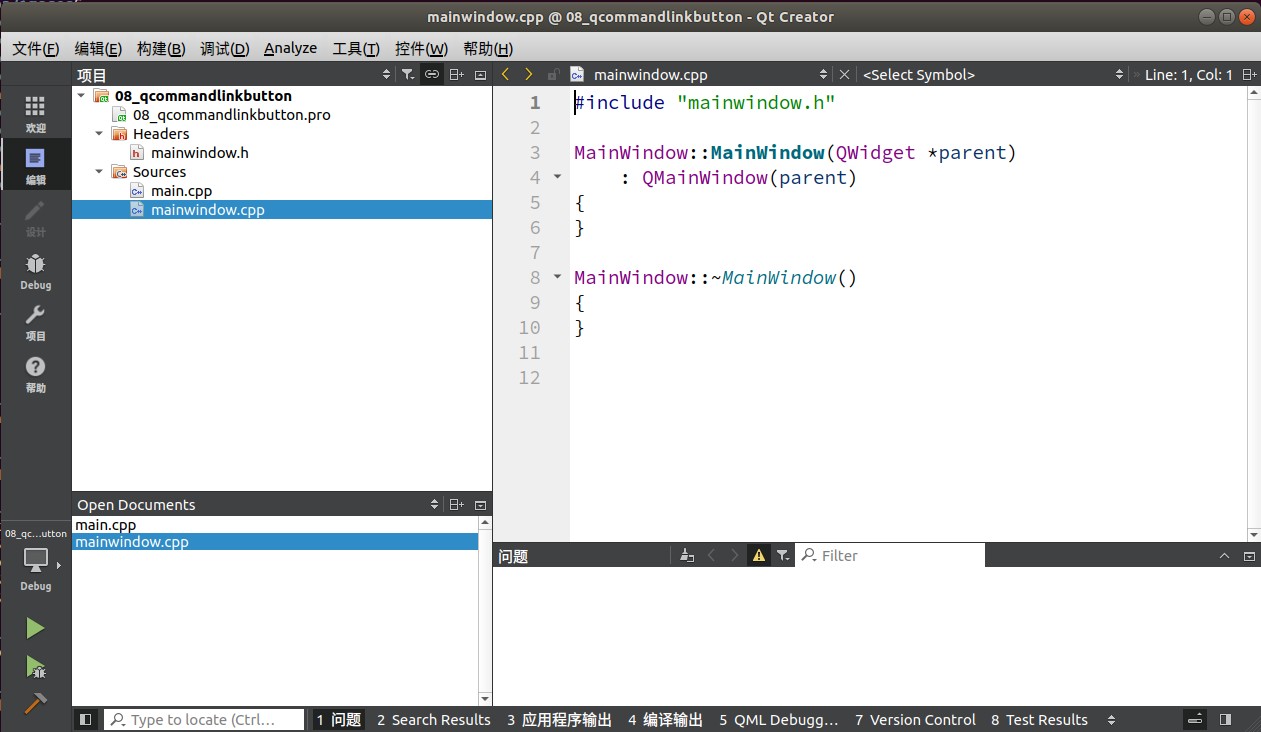 mainwindow.cpp @ 08_qcommandlinkbutton - Qt Creator
文件(F) 编辑(E) 构建(B) 调试(D) Analyze 工具(T) 控件(W) 帮助(H)
项目
mainwindow.cpp
<Select Symbol>
Line: 1, Col: 1
欢迎
编辑
设计
Debug
项目
帮助
08_qc...utton
Debug
08_qcommandlinkbutton
08_qcommandlinkbutton.pro
Headers
mainwindow.h
Sources
main.cpp
mainwindow.cpp
Open Documents
main.cpp
mainwindow.cpp
1 #include "mainwindow.h"
2
3 MainWindow::MainWindow(QWidget *parent)
4     : QMainWindow(parent)
5 {
6 }
7
8 MainWindow::~MainWindow()
9 {
10 }
11
12
问题
Filter
Type to locate (Ctrl...
1 问题 2 Search Results 3 应用程序输出 4 编译输出 5 QML Debugg... 7 Version Control 8 Test Results